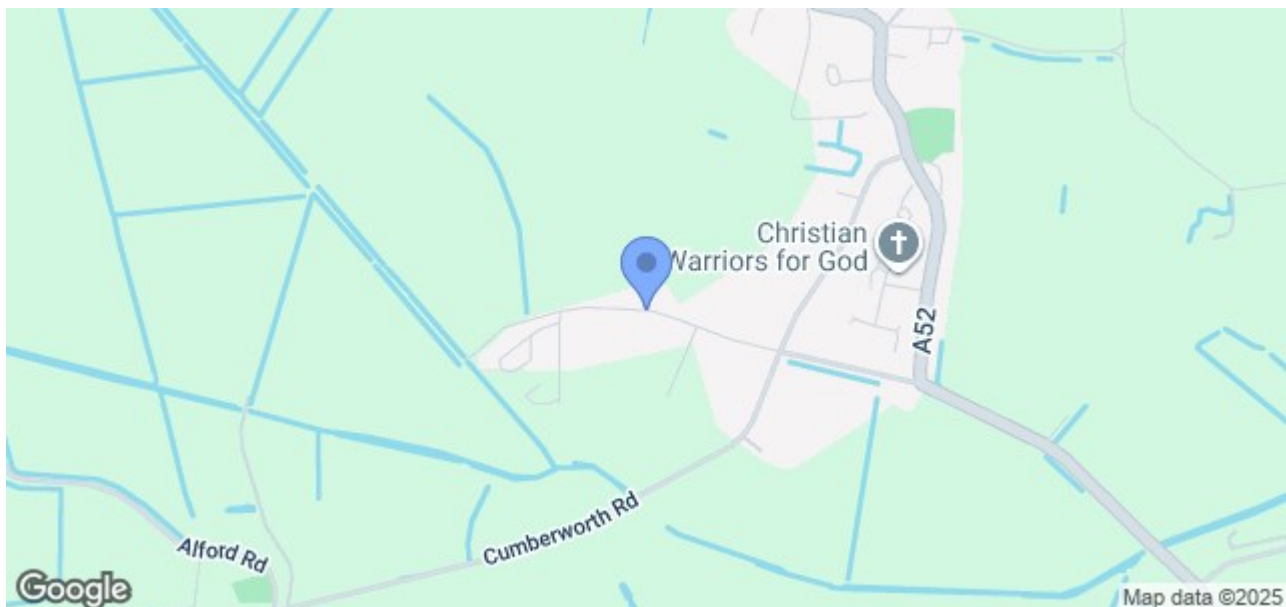 Christian
Warriors for God
A52
Cumberworth Rd
Alford Rd
Google
Map data ©2025